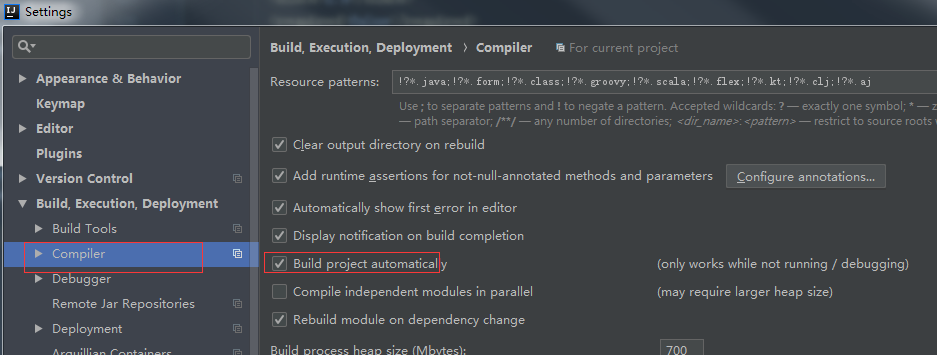 IJ Settings
Build, Execution, Deployment › Compiler For current project
Appearance & Behavior
Keymap
Editor
Plugins
Version Control
Build, Execution, Deployment
Build Tools
Compiler
Debugger
Remote Jar Repositories
Deployment
Arquillian Containers
Resource patterns: !?*.java;!?*.form;!?*.class;!?*.groovy;!?*.scala;!?*.flex;!?*.kt;!?*.clj;!?*.aj
Use ; to separate patterns and ! to negate a pattern. Accepted wildcards: ? — exactly one symbol; * — z
— path separator; /**/ — any number of directories; <dir_name>:<pattern> — restrict to source roots
Clear output directory on rebuild
Add runtime assertions for not-null-annotated methods and parameters Configure annotations...
Automatically show first error in editor
Display notification on build completion
Build project automatically (only works while not running / debugging)
Compile independent modules in parallel (may require larger heap size)
Rebuild module on dependency change
Build process heap size (Mbytes): 700